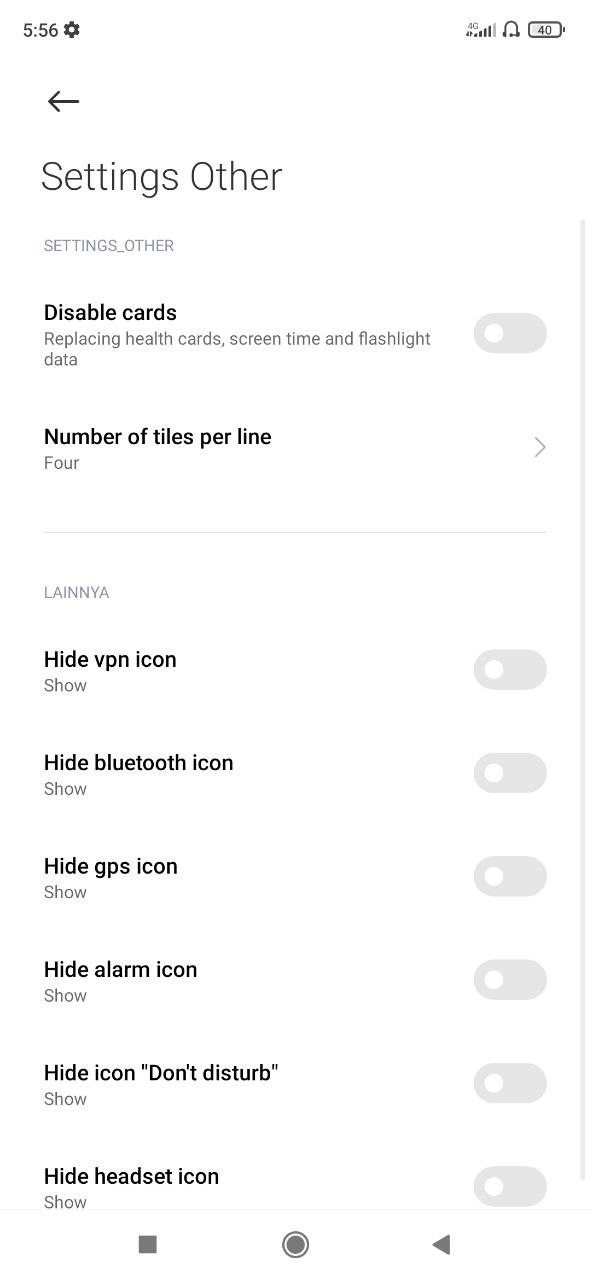 5:56
4G
40
Settings Other
SETTINGS_OTHER
Disable cards
Replacing health cards, screen time and flashlight
data
Number of tiles per line
Four
LAINNYA
Hide vpn icon
Show
Hide bluetooth icon
Show
Hide gps icon
Show
Hide alarm icon
Show
Hide icon "Don't disturb"
Show
Hide headset icon
Show